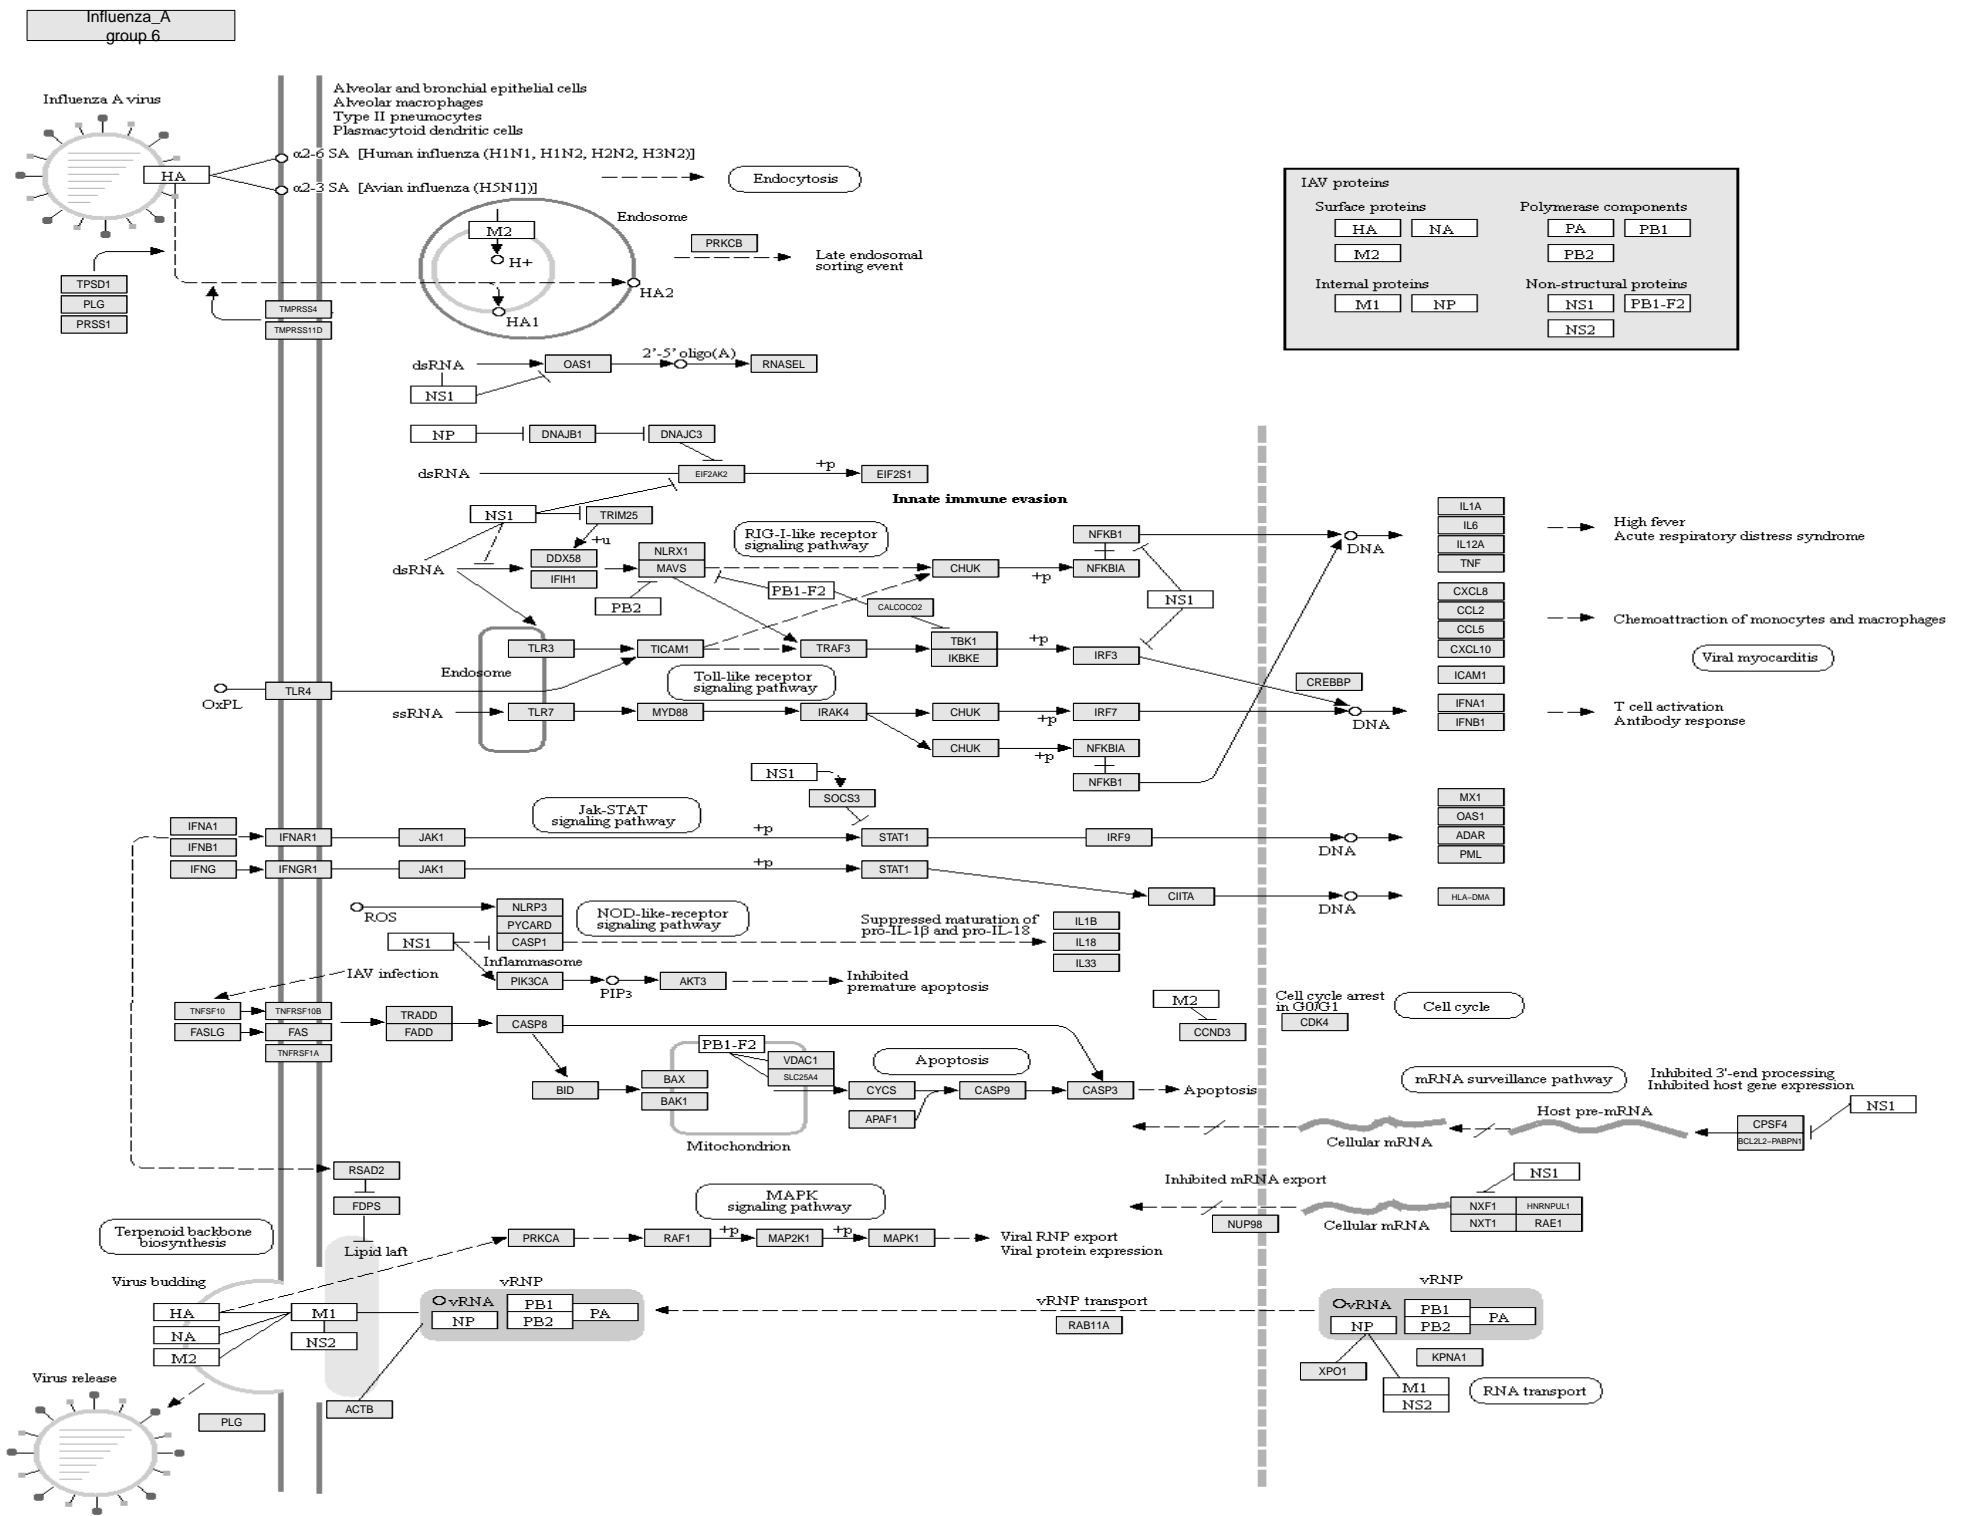 Influenza_A
group 6
Influenza A virus
Alveolar and bronchial epithelial cells
Alveolar macrophages
Type II pneumocytes
Plasmacytoid dendritic cells
HA
α2-6 SA [Human influenza (H1N1, H1N2, H2N2, H3N2)]
α2-3 SA [Avian influenza (H5N1])]
Endocytosis
TPSD1
PLG
PRSS1
TMPRSS4
TMPRSS11D
M2
H+
HA1
HA2
Endosome
PRKCB
Late endosomal
sorting event
IAV proteins
Surface proteins
HA
NA
M2
Polymerase components
PA
PB1
PB2
Internal proteins
M1
NP
Non-structural proteins
NS1
PB1-F2
NS2
dsRNA
OAS1
2'-5' oligo(A)
RNASEL
NS1
NP
DNAJB1
DNAJC3
dsRNA
EIF2AK2
+p
EIF2S1
Innate immune evasion
NS1
TRIM25
+u
DDX58
IFIH1
dsRNA
NLRX1
MAVS
RIG-I-like receptor
signaling pathway
CHUK
+p
NFKB1
NFKBIA
PB2
PB1-F2
CALCOCO2
NS1
DNA
IL1A
IL6
IL12A
TNF
High fever
Acute respiratory distress syndrome
CXCL8
CCL2
CCL5
CXCL10
Chemoattraction of monocytes and macrophages
Viral myocarditis
ICAM1
IFNA1
IFNB1
T cell activation
Antibody response
TLR3
TICAM1
TRAF3
TBK1
IKBKE
+p
IRF3
Endosome
Toll-like receptor
signaling pathway
CREBBP
TLR4
OxPL
ssRNA
TLR7
MYD88
IRAK4
CHUK
+p
IRF7
DNA
CHUK
+p
NFKBIA
NFKB1
NS1
SOCS3
Jak-STAT
signaling pathway
IFNA1
IFNB1
IFNAR1
JAK1
+p
STAT1
IRF9
DNA
MX1
OAS1
ADAR
PML
IFNG
IFNGR1
JAK1
+p
STAT1
CIITA
DNA
HLA-DMA
ROS
NLRP3
PYCARD
CASP1
NOD-like-receptor
signaling pathway
Suppressed maturation of
pro-IL-1β and pro-IL-18
IL1B
IL18
IL33
NS1
Inflammasome
IAV infection
PIK3CA
PIP3
AKT3
Inhibited
premature apoptosis
TNFSF10
FASLG
TNFRSF10B
FAS
TNFRSF1A
TRADD
FADD
CASP8
M2
CCND3
Cell cycle arrest
in G0/G1
CDK4
Cell cycle
PB1-F2
VDAC1
SLC25A4
Apoptosis
BID
BAX
BAK1
CYCS
APAF1
CASP9
CASP3
Apoptosis
Mitochondrion
mRNA surveillance pathway
Inhibited 3'-end processing
Inhibited host gene expression
NS1
Host pre-mRNA
CPSF4
BCL2L2-PABPN1
Cellular mRNA
RSAD2
FDPS
Lipid laft
MAPK
signaling pathway
Inhibited mRNA export
NS1
NXF1
HNRNPUL1
NXT1
RAE1
Cellular mRNA
NUP98
Terpenoid backbone
biosynthesis
PRKCA
RAF1
+p
MAP2K1
+p
MAPK1
Viral RNP export
Viral protein expression
Virus budding
HA
NA
M2
M1
NS2
vRNP
vRNA
NP
PB1
PB2
PA
vRNP transport
RAB11A
vRNP
vRNA
NP
PB1
PB2
PA
XPO1
KPNA1
M1
NS2
RNA transport
Virus release
PLG
ACTB